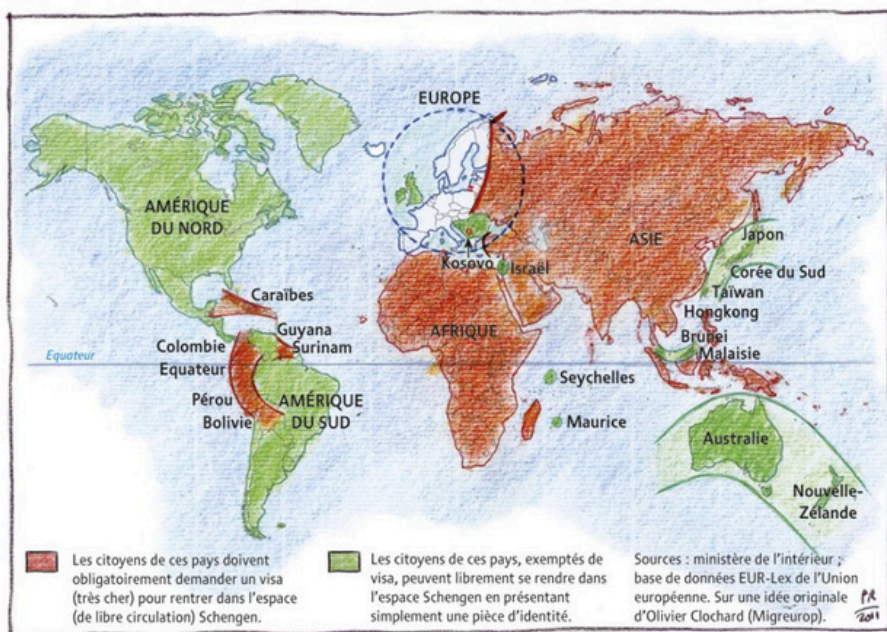 EUROPE
AMÉRIQUE
DU NORD
ASIE
Japon
Kosovo
Israël
Corée du Sud
Taïwan
Hongkong
Caraïbes
Guyana
Surinam
AFRIQUE
Brunei
Malaisie
Colombie
Equateur
Equateur
Seychelles
Pérou
Bolivie
AMÉRIQUE
DU SUD
Maurice
Australie
Nouvelle-
Zélande
Les citoyens de ces pays doivent
obligatoirement demander un visa
(très cher) pour rentrer dans l'espace
(de libre circulation) Schengen.
Les citoyens de ces pays, exemptés de
visa, peuvent librement se rendre dans
l'espace Schengen en présentant
simplement une pièce d'identité.
Sources : ministère de l'intérieur ;
base de données EUR-Lex de l'Union
européenne. Sur une idée originale
d'Olivier Clochard (Migreurop).
PR
2011